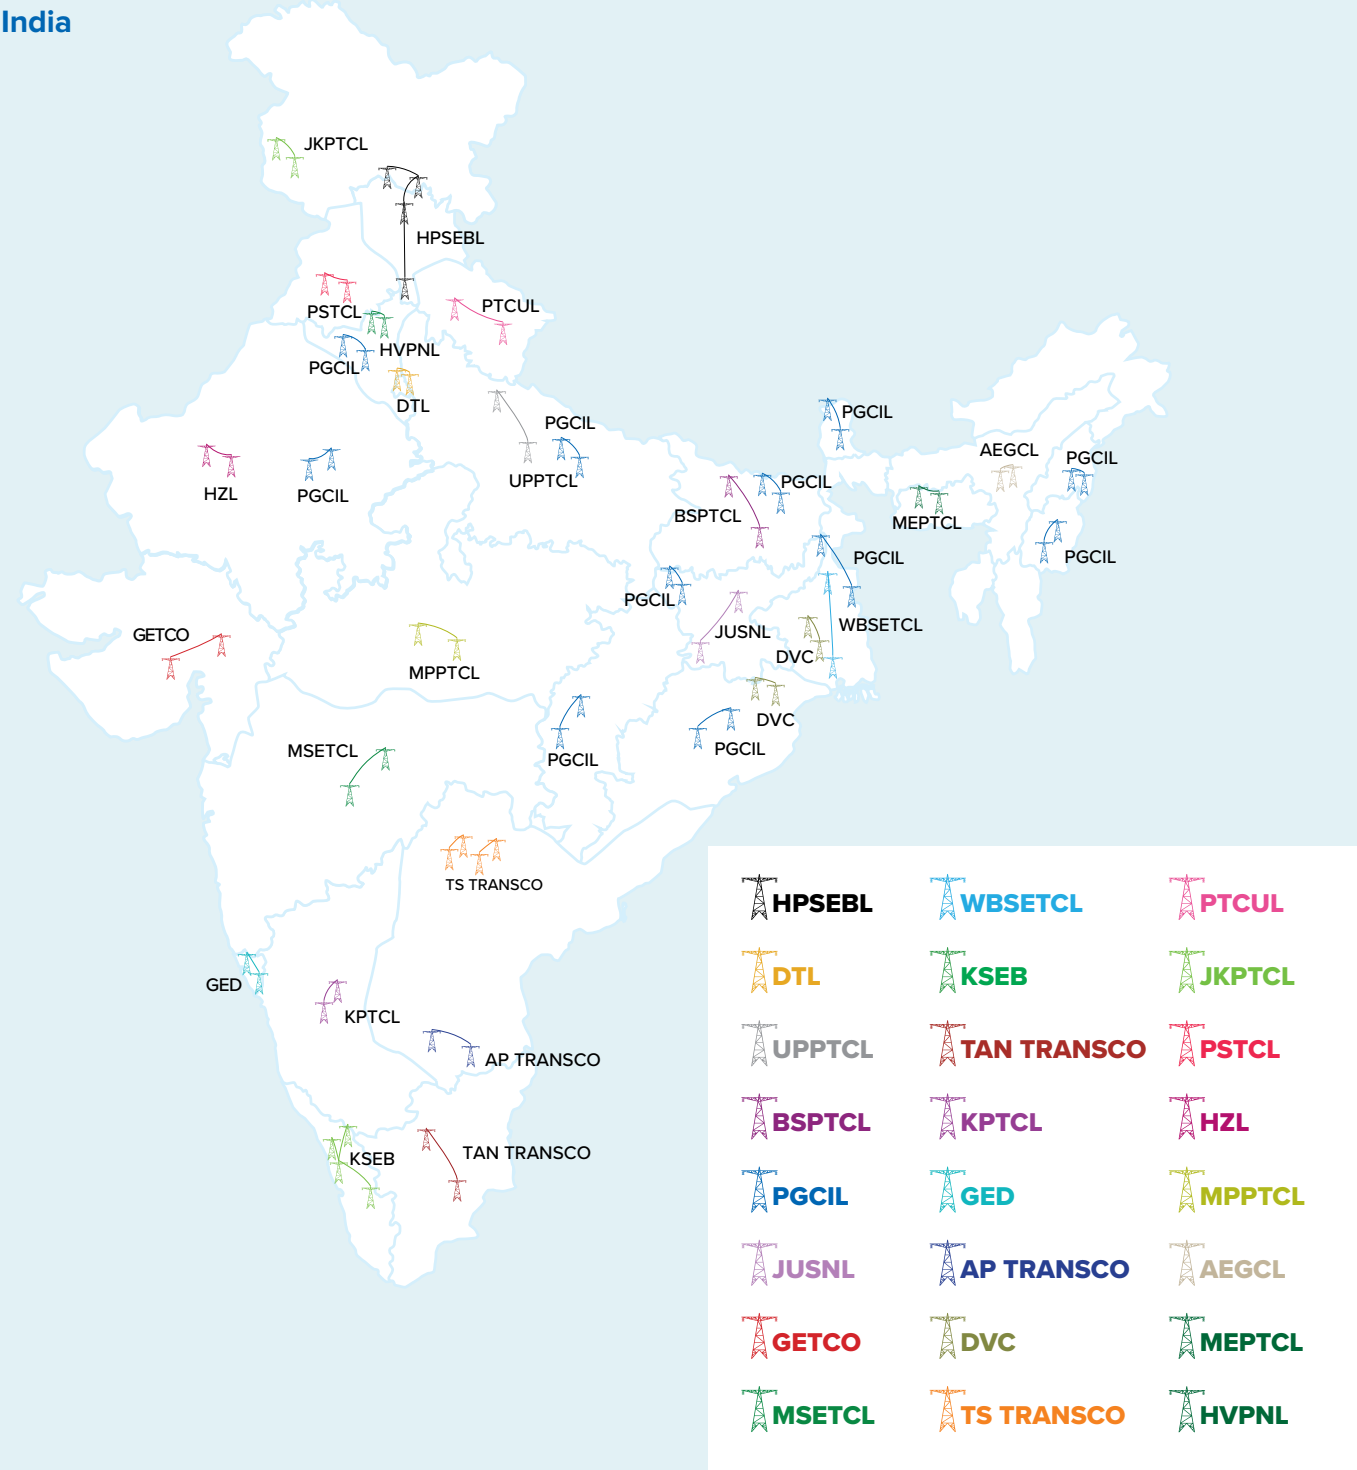 India
JKPTCL
HPSEBL
PSTCL
PTCUL
HVPNL
PGCIL
DTL
PGCIL
UPPTCL
HZL
PGCIL
PGCIL
AEGCL
PGCIL
PGCIL
BSPTCL
MEPTCL
PGCIL
PGCIL
PGCIL
WBSETCL
JUSNL
DVC
GETCO
MPPTCL
DVC
PGCIL
MSETCL
PGCIL
TS TRANSCO
GED
KPTCL
AP TRANSCO
KSEB
TAN TRANSCO
HPSEBL
WBSETCL
PTCUL
DTL
KSEB
JKPTCL
UPPTCL
TAN TRANSCO
PSTCL
BSPTCL
KPTCL
HZL
PGCIL
GED
MPPTCL
JUSNL
AP TRANSCO
AEGCL
GETCO
DVC
MEPTCL
MSETCL
TS TRANSCO
HVPNL